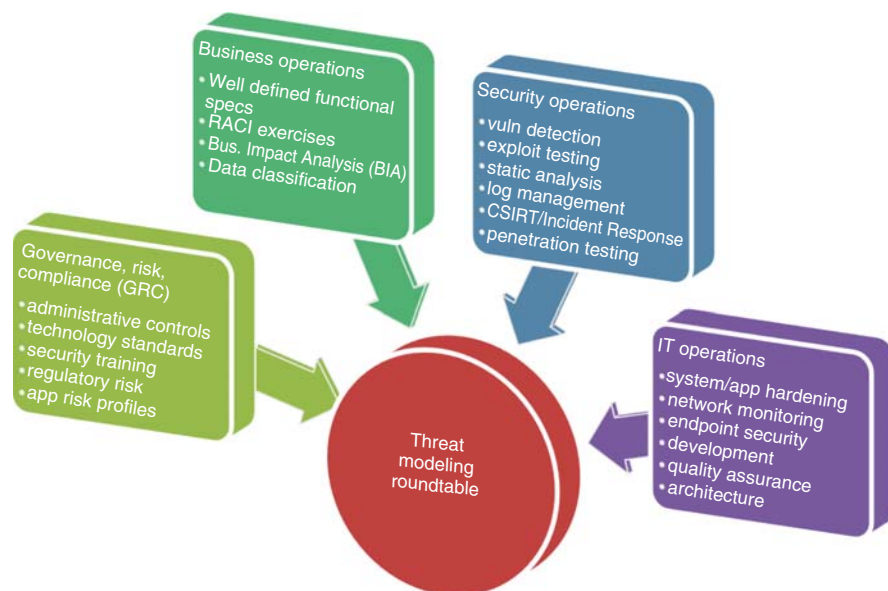 Business operations
• Well defined functional
specs
• RACI exercises
• Bus. Impact Analysis (BIA)
• Data classification
Security operations
• vuln detection
• exploit testing
• static analysis
• log management
• CSIRT/Incident Response
• penetration testing
Governance, risk,
compliance (GRC)
• administrative controls
• technology standards
• security training
• regulatory risk
• app risk profiles
IT operations
• system/app hardening
• network monitoring
• endpoint security
• development
• quality assurance
• architecture
Threat
modeling
roundtable